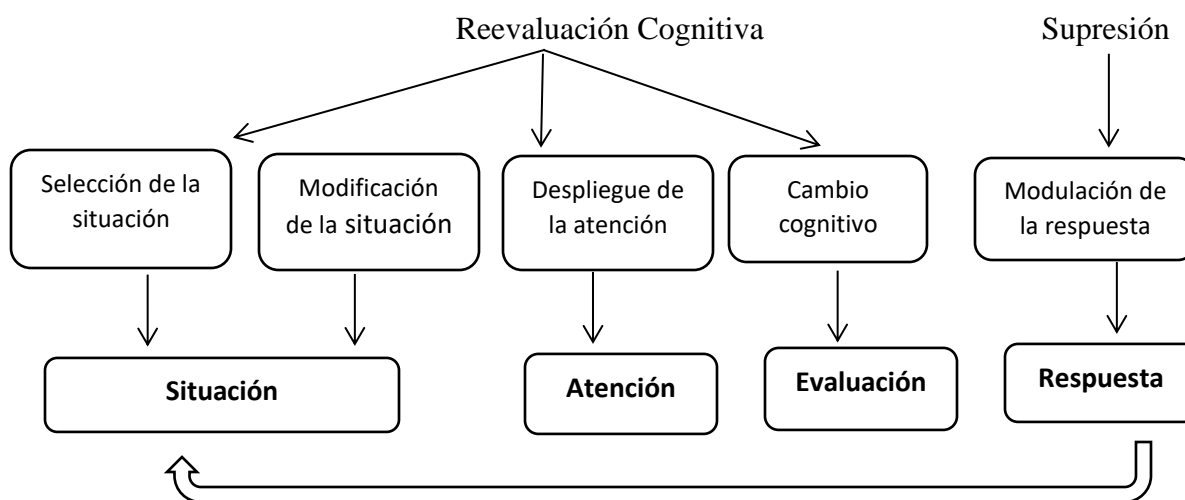 Reevaluación Cognitiva
Supresión
Selección de la
situación
Modificación
de la situación
Despliegue de
la atención
Cambio
cognitivo
Modulación de
la respuesta
Situación
Atención
Evaluación
Respuesta